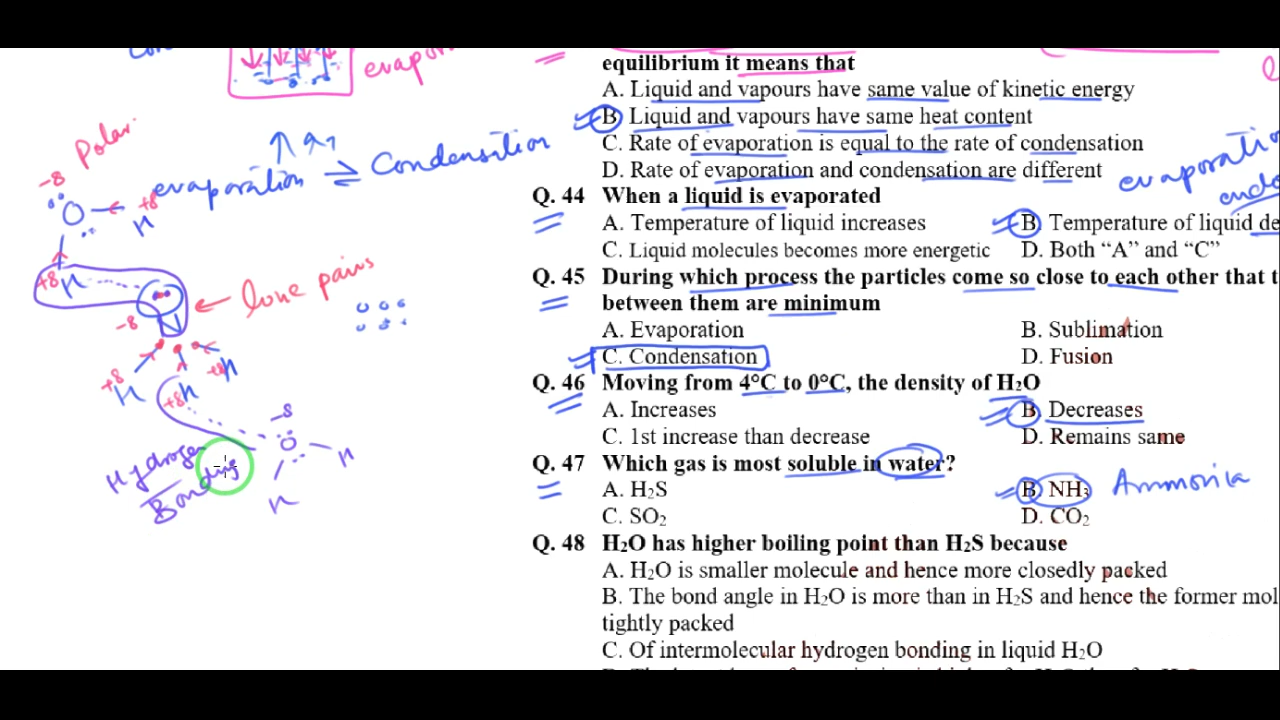 evapor
equilibrium it means that
A. Liquid and vapours have same value of kinetic energy
B. Liquid and vapours have same heat content
C. Rate of evaporation is equal to the rate of condensation
D. Rate of evaporation and condensation are different
Q. 44 When a liquid is evaporated
A. Temperature of liquid increases B. Temperature of liquid de
C. Liquid molecules becomes more energetic D. Both “A” and “C”
Q. 45 During which process the particles come so close to each other that t
between them are minimum
A. Evaporation B. Sublimation
C. Condensation D. Fusion
Q. 46 Moving from 4°C to 0°C, the density of H₂O
A. Increases B. Decreases
C. 1st increase than decrease D. Remains same
Q. 47 Which gas is most soluble in water?
A. H₂S B. NH₃ Ammonia
C. SO₂ D. CO₂
Q. 48 H₂O has higher boiling point than H₂S because
A. H₂O is smaller molecule and hence more closedly packed
B. The bond angle in H₂O is more than in H₂S and hence the former mol
tightly packed
C. Of intermolecular hydrogen bonding in liquid H₂O
Polar
evaporation ⇌ Condensition
evaporatio
endo
-δ
O +δ H
+δ H
lone pairs
-δ N
+δ H +δ H +δ H
-δ
O H
H
Hydrogen
Bonding